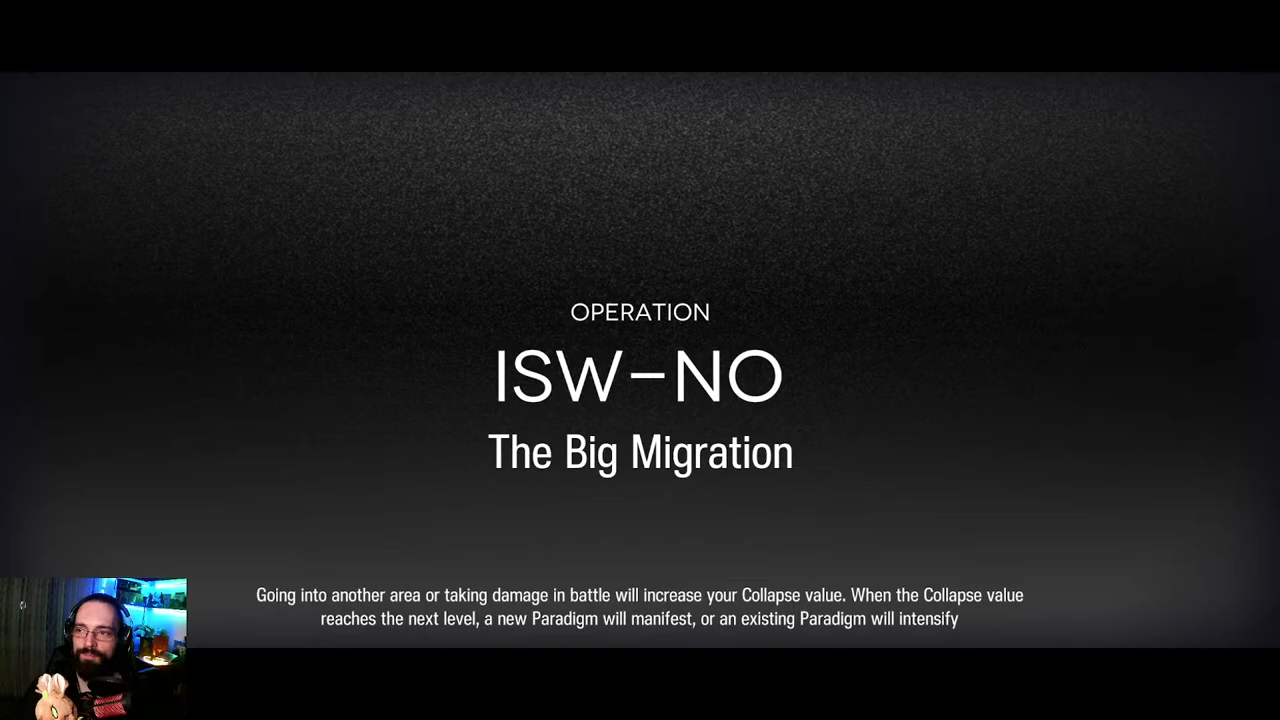 OPERATION
ISW-NO
The Big Migration
Going into another area or taking damage in battle will increase your Collapse value. When the Collapse value
reaches the next level, a new Paradigm will manifest, or an existing Paradigm will intensify